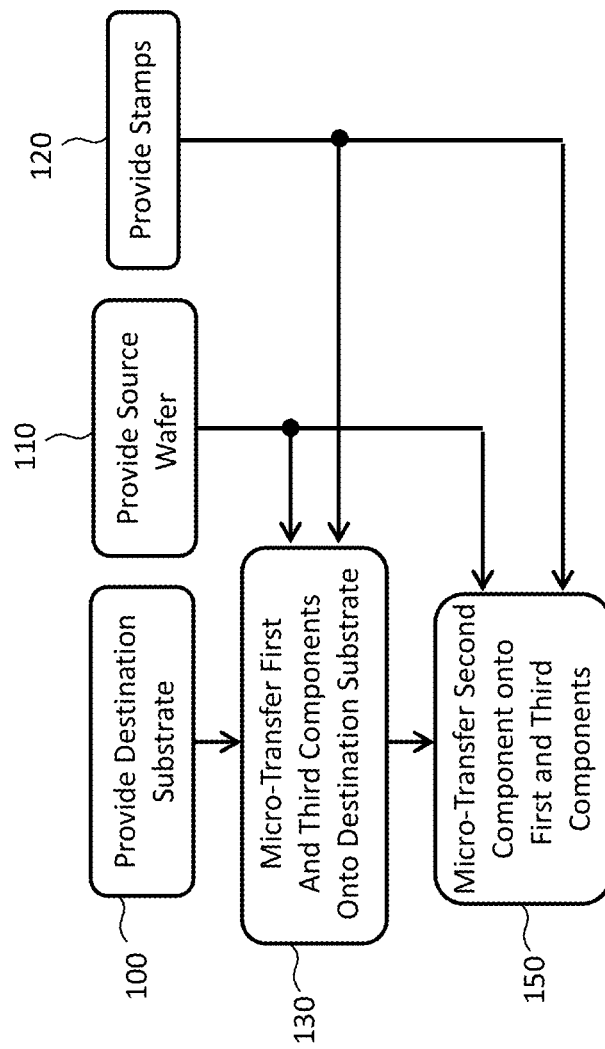 100
Provide Destination
Substrate
110
Provide Source
Wafer
120
Provide Stamps
130
Micro-Transfer First
And Third Components
Onto Destination Substrate
150
Micro-Transfer Second
Component onto
First and Third
Components